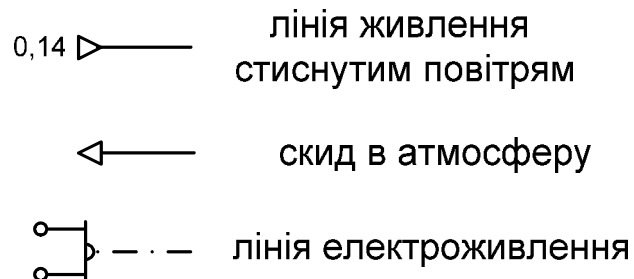 0,14 лінія живлення
стиснутим повітрям
скид в атмосферу
лінія електроживлення